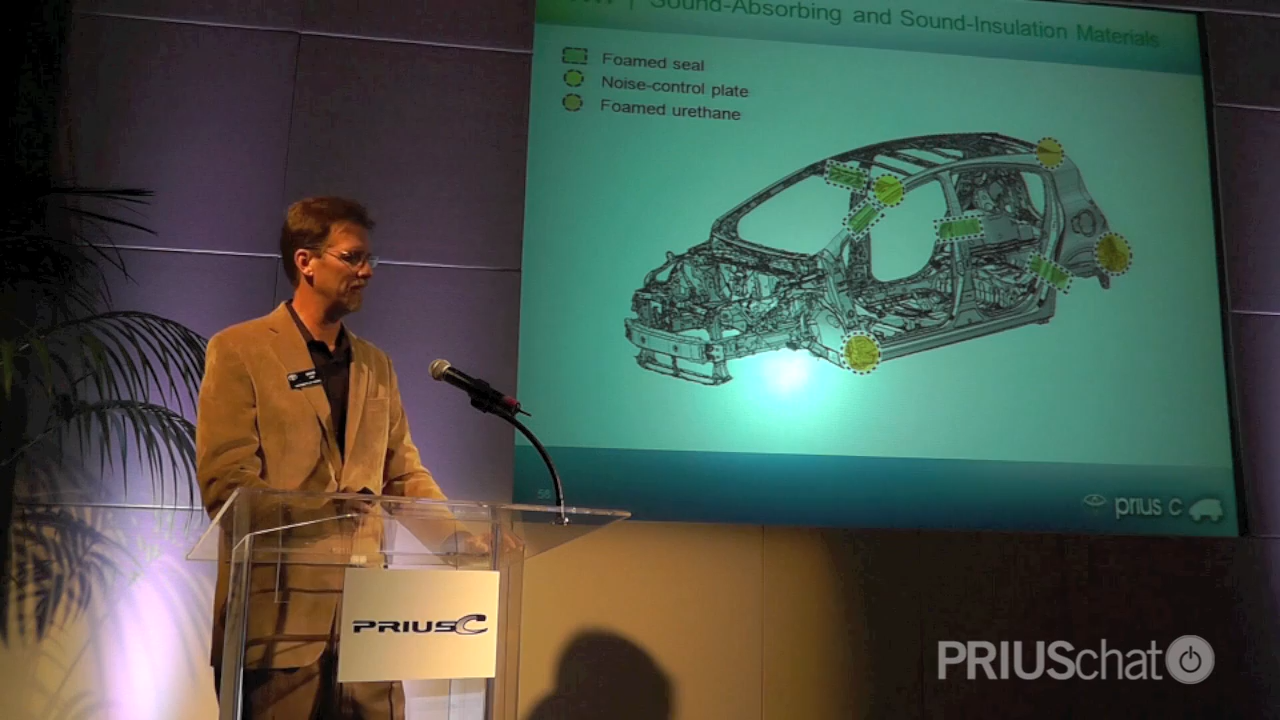 | Sound-Absorbing and Sound-Insulation Materials
Foamed seal
Noise-control plate
Foamed urethane
prius c
PRIUS C
PRIUSchat